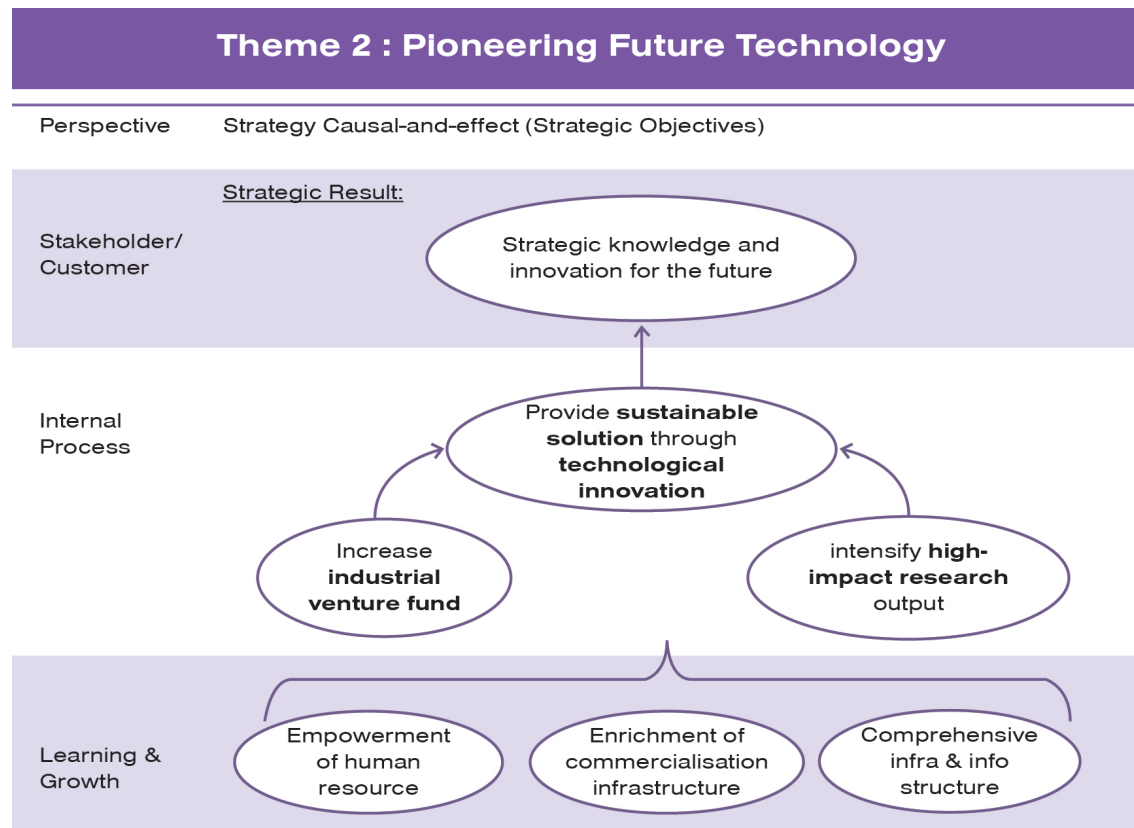 Theme 2 : Pioneering Future Technology
Perspective
Strategy Causal-and-effect (Strategic Objectives)
Strategic Result:
Stakeholder/
Customer
Strategic knowledge and
innovation for the future
Internal
Process
Provide sustainable
solution through
technological
innovation
Increase
industrial
venture fund
intensify high-
impact research
output
Learning &
Growth
Empowerment
of human
resource
Enrichment of
commercialisation
infrastructure
Comprehensive
infra & info
structure